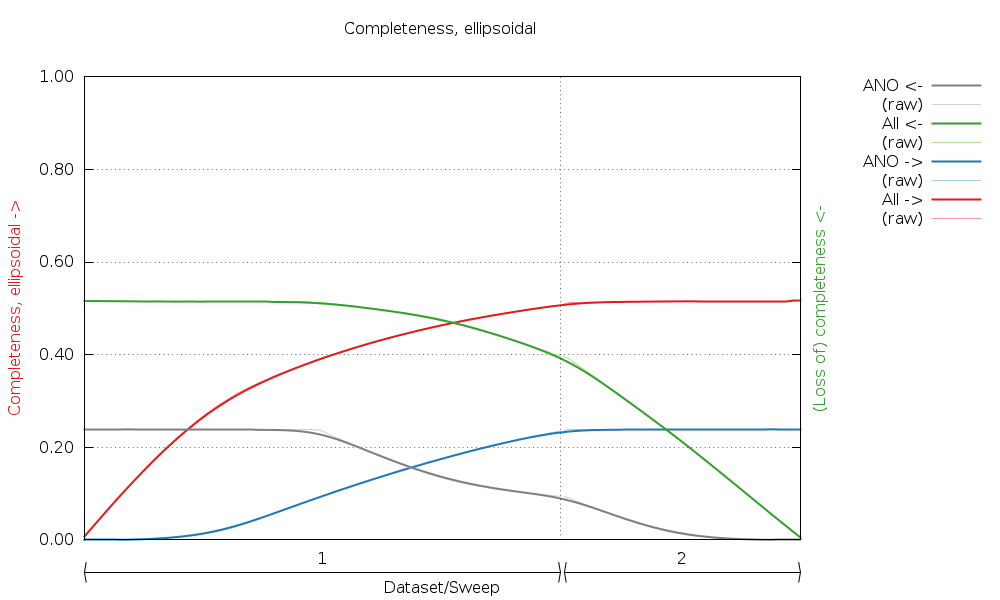 Completeness, ellipsoidal
1.00
0.80
0.60
0.40
0.20
0.00
Completeness, ellipsoidal ->
(Loss of) completeness <-
1
2
Dataset/Sweep
ANO <-
(raw)
All <-
(raw)
ANO ->
(raw)
All ->
(raw)